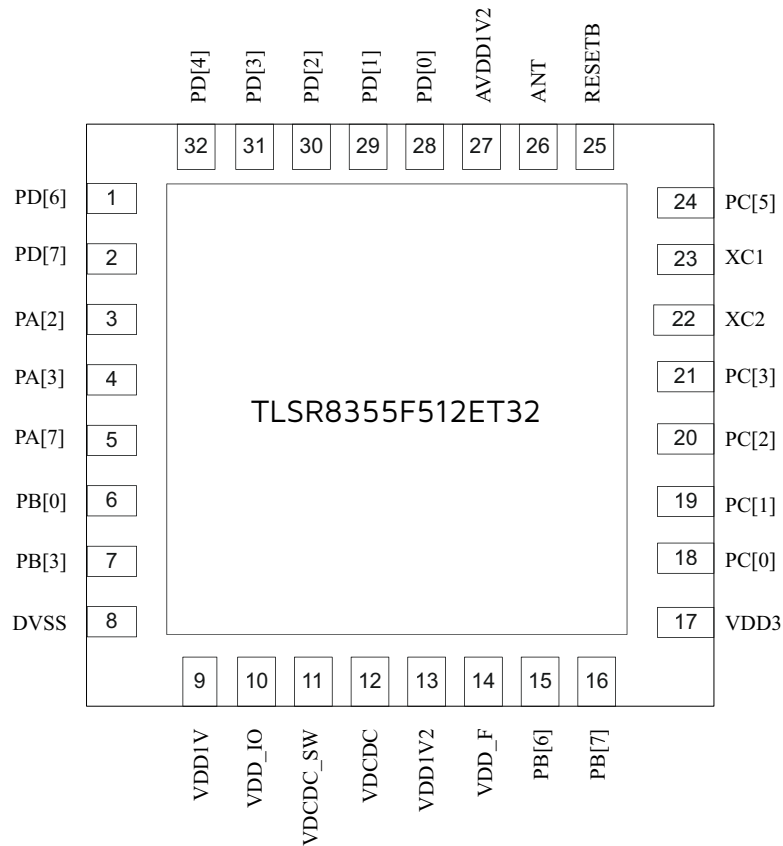 PD[4] PD[3] PD[2] PD[1] PD[0] AVDD1V2 ANT RESETB
32 31 30 29 28 27 26 25
PD[6] 1 24 PC[5]
PD[7] 2 23 XC1
PA[2] 3 22 XC2
PA[3] 4 21 PC[3]
TLSR8355F512ET32
PA[7] 5 20 PC[2]
PB[0] 6 19 PC[1]
PB[3] 7 18 PC[0]
DVSS 8 17 VDD3
9 10 11 12 13 14 15 16
VDD1V VDD_IO VDCDC_SW VDCDC VDD1V2 VDD_F PB[6] PB[7]